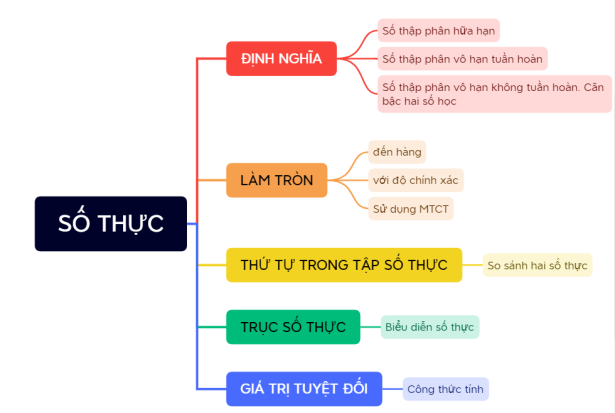 SỐ THỰC
ĐỊNH NGHĨA
Số thập phân hữa hạn
Số thập phân vô hạn tuần hoàn
Số thập phân vô hạn không tuần hoàn. Căn
bậc hai số học
LÀM TRÒN
đến hàng
với độ chính xác
Sử dụng MTCT
THỨ TỰ TRONG TẬP SỐ THỰC
So sánh hai số thực
TRỤC SỐ THỰC
Biểu diễn số thực
GIÁ TRỊ TUYỆT ĐỐI
Công thức tính